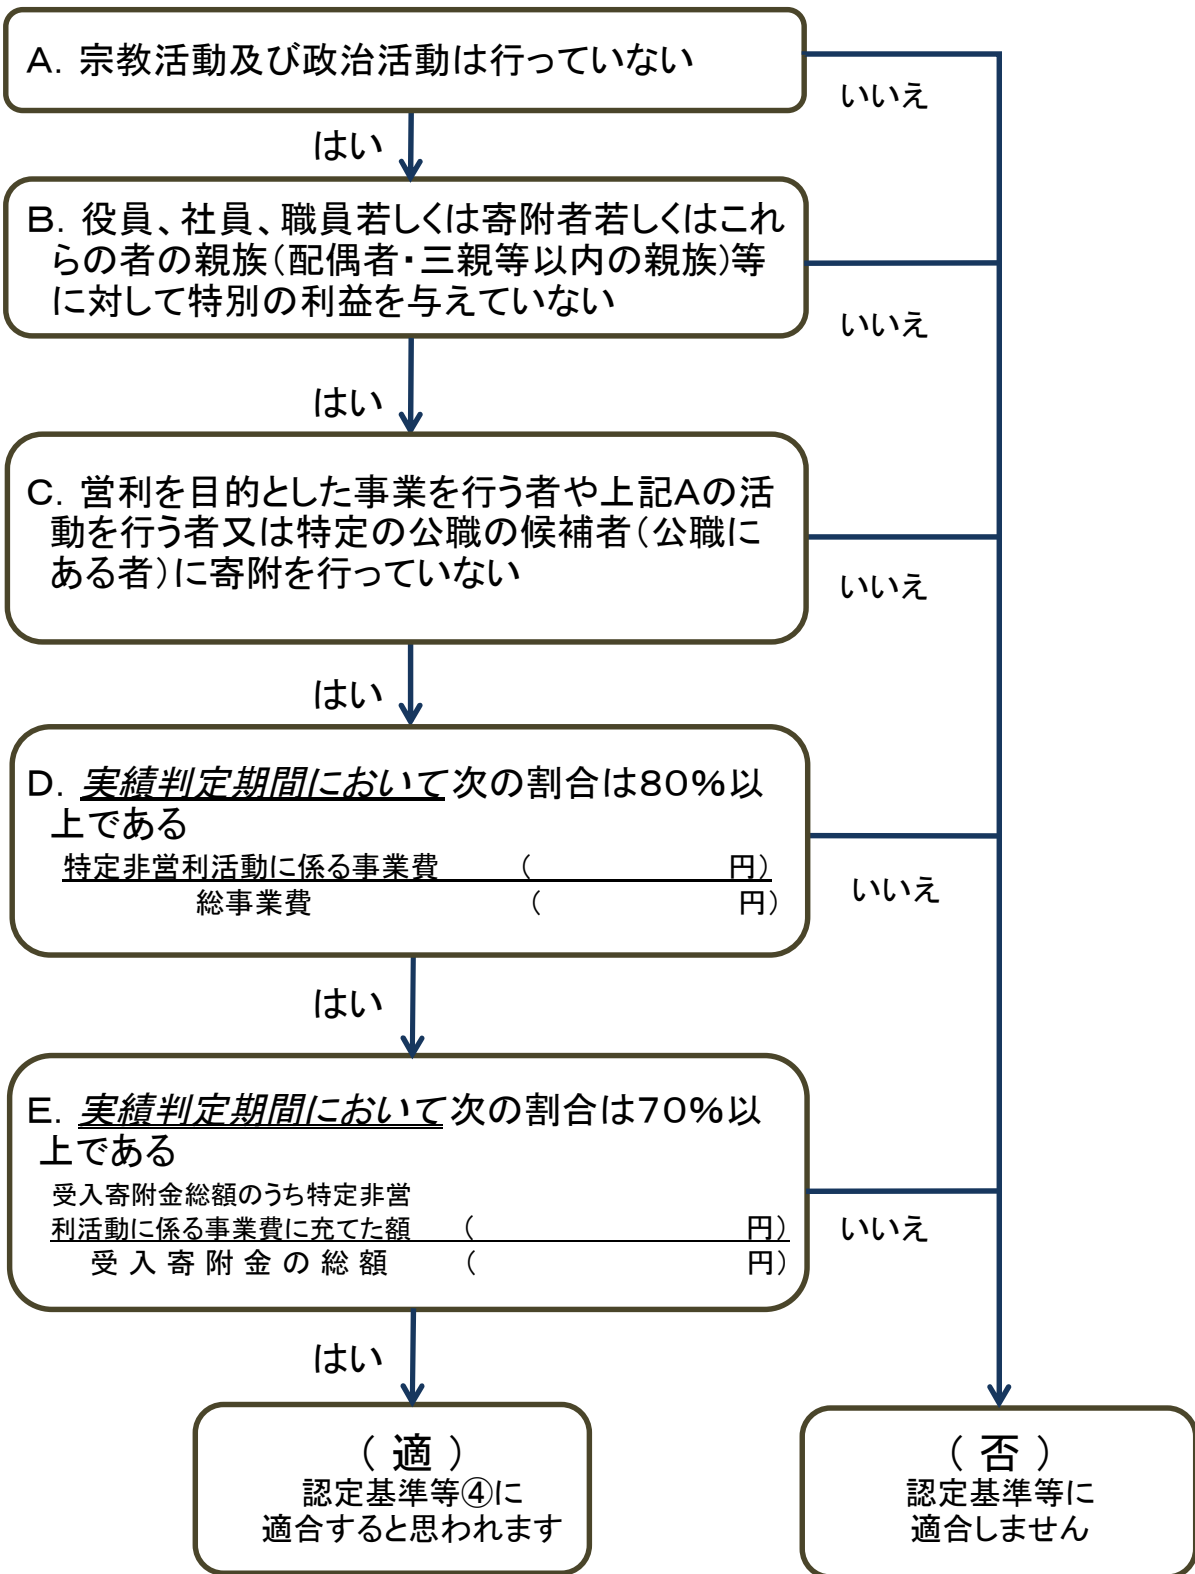 A. 宗教活動及び政治活動は行っていない
いいえ
はい
B. 役員、社員、職員若しくは寄附者若しくはこれ
らの者の親族(配偶者・三親等以内の親族)等
に対して特別の利益を与えていない
いいえ
はい
C. 営利を目的とした事業を行う者や上記Aの活
動を行う者又は特定の公職の候補者(公職に
ある者)に寄附を行っていない
いいえ
はい
D. 実績判定期間において次の割合は80%以
上である
特定非営利活動に係る事業費 ( 円)
総事業費 ( 円)
いいえ
はい
E. 実績判定期間において次の割合は70%以
上である
受入寄附金総額のうち特定非営
利活動に係る事業費に充てた額 ( 円)
受入寄附金の総額 ( 円)
いいえ
はい
(適)
認定基準等④に
適合すると思われます
(否)
認定基準等に
適合しません